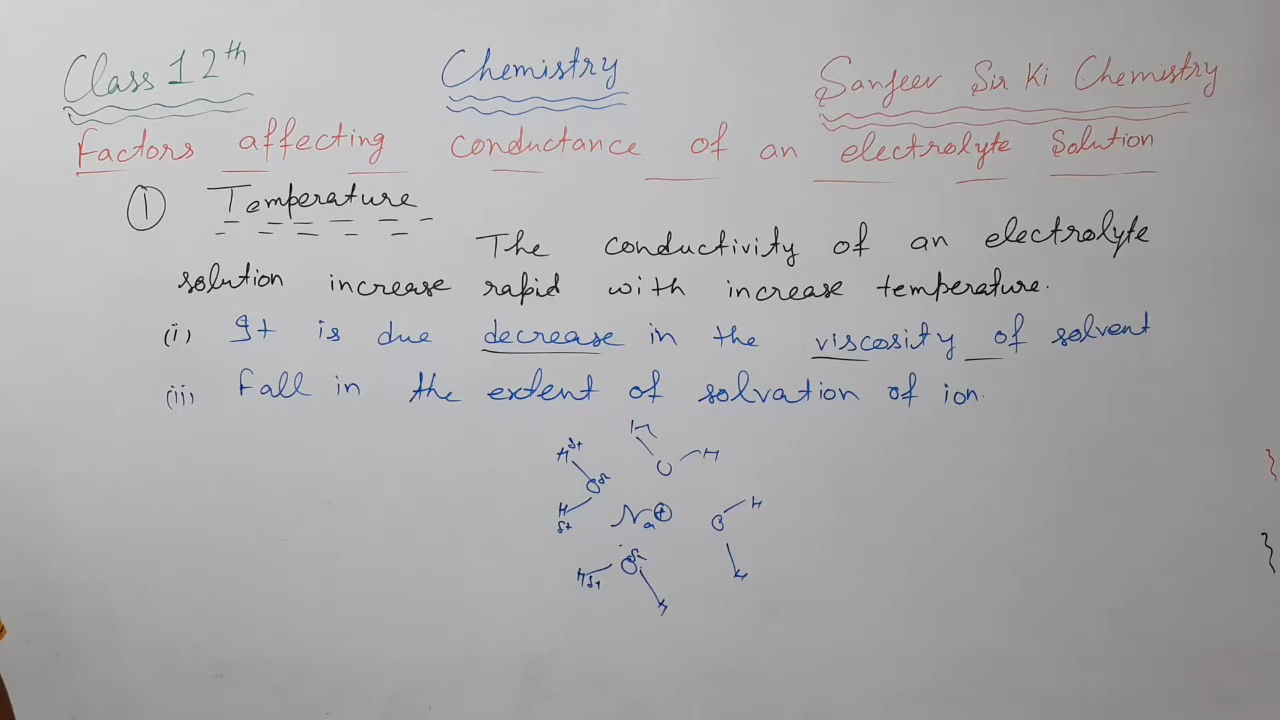 Class 12th Chemistry Sanjeev Sir Ki Chemistry
Factors affecting conductance of an electrolyte Solution
① Temperature
The conductivity of an electrolyte
solution increase rapid with increase temperature.
(i) It is due decrease in the viscosity of solvent
(ii) Fall in the extent of solvation of ion.
H H δ+ O H
O δ-
H δ+ Na ⊕ O H
H δ+ O δ- H
H